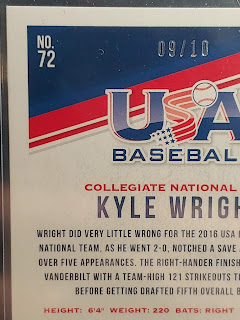 NO.
72
09/10
USA
BASEBALL
COLLEGIATE NATIONAL
KYLE WRIGH
WRIGHT DID VERY LITTLE WRONG FOR THE 2016 USA
NATIONAL TEAM, AS HE WENT 2-0, NOTCHED A SAVE
OVER FIVE APPEARANCES. THE RIGHT-HANDER FINISH
VANDERBILT WITH A TEAM-HIGH 121 STRIKEOUTS
BEFORE GETTING DRAFTED FIFTH OVERALL
HEIGHT: 6'4" WEIGHT: 220 BATS: RIGHT